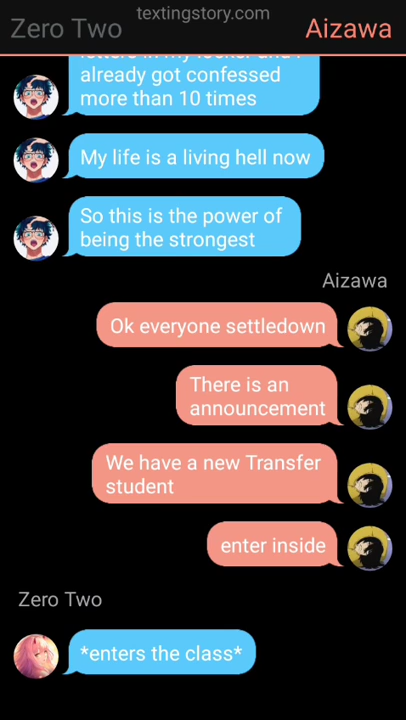 textingstory.com
Zero Two
Aizawa
already got confessed
more than 10 times
My life is a living hell now
So this is the power of
being the strongest
Aizawa
Ok everyone settledown
There is an
announcement
We have a new Transfer
student
enter inside
Zero Two
*enters the class*